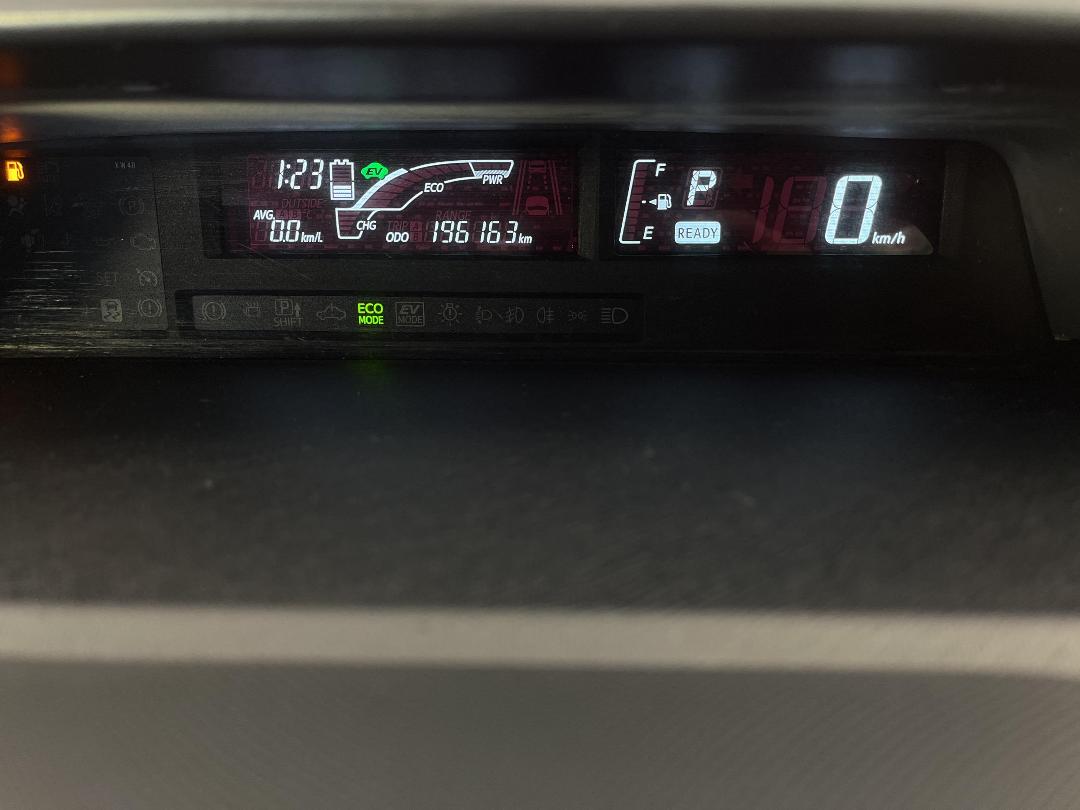 1:23
EV
PWR
ECO
CHG
OUTSIDE
AVG.
0.0 km/L
TRIP
RANGE
ODO 196163 km
F
E
P
READY
0 km/h
SET
P
SHIFT
ECO
MODE
EV
MODE